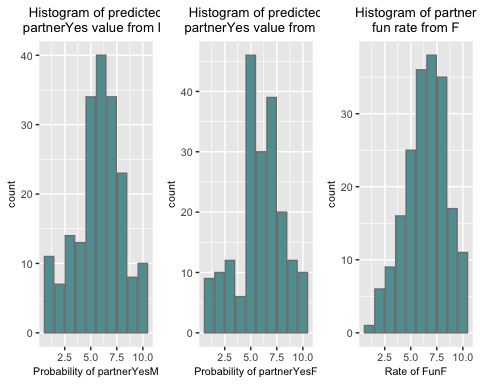 Histogram of predicted
partnerYes value from
Histogram of predicted
partnerYes value from
Histogram of partner
fun rate from F
count
40
30
20
10
0
2.5 5.0 7.5 10.0
Probability of partnerYesM
count
40
30
20
10
0
2.5 5.0 7.5 10.0
Probability of partnerYesF
count
30
20
10
0
2.5 5.0 7.5 10.0
Rate of FunF